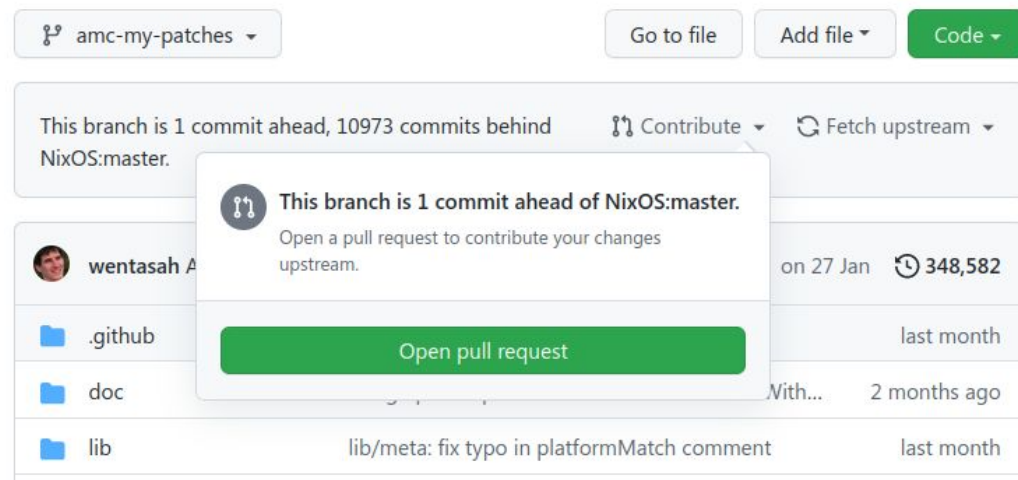 amc-my-patches
Go to file
Add file
Code
This branch is 1 commit ahead, 10973 commits behind
NixOS:master.
Contribute
Fetch upstream
This branch is 1 commit ahead of NixOS:master.
Open a pull request to contribute your changes
upstream.
Open pull request
wentasah A
on 27 Jan
348,582
.github
last month
doc
With...
2 months ago
lib
lib/meta: fix typo in platformMatch comment
last month